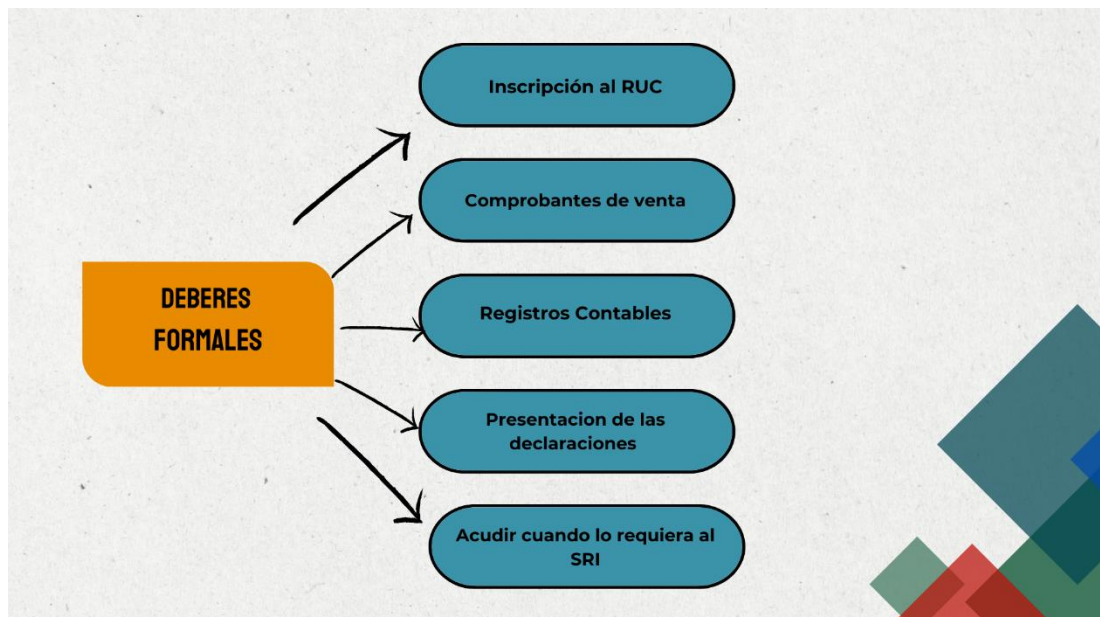 Inscripción al RUC
Comprobantes de venta
DEBERES
FORMALES
Registros Contables
Presentacion de las
declaraciones
Acudir cuando lo requiera al
SRI